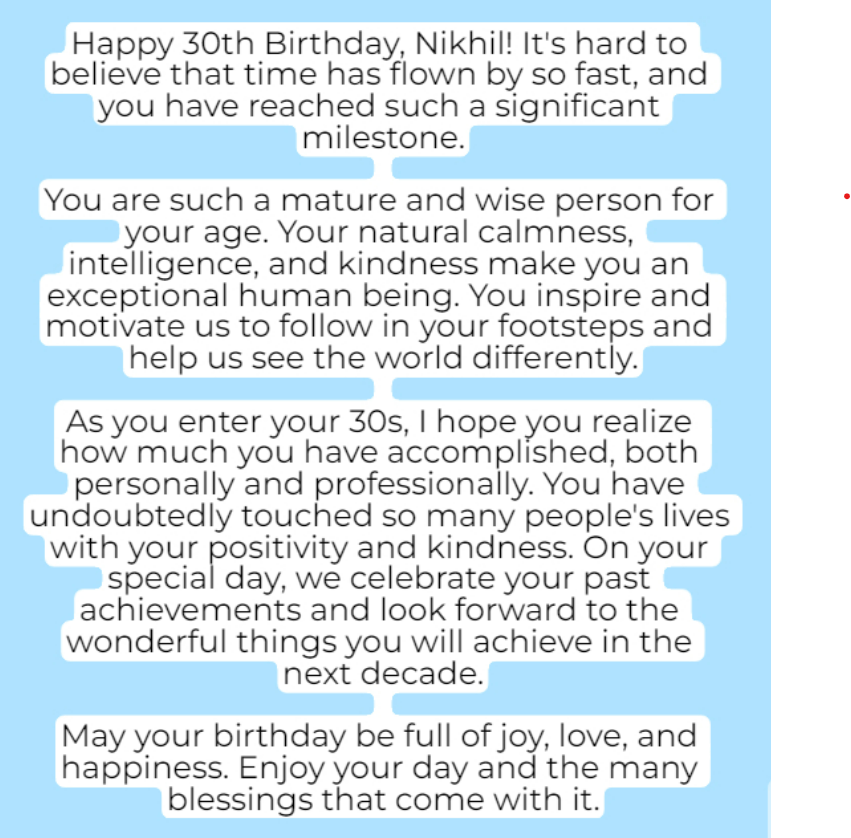 Happy 30th Birthday, Nikhil! It's hard to
believe that time has flown by so fast, and
you have reached such a significant
milestone.
You are such a mature and wise person for
your age. Your natural calmness,
intelligence, and kindness make you an
exceptional human being. You inspire and
motivate us to follow in your footsteps and
help us see the world differently.
As you enter your 30s, I hope you realize
how much you have accomplished, both
personally and professionally. You have
undoubtedly touched so many people's lives
with your positivity and kindness. On your
special day, we celebrate your past
achievements and look forward to the
wonderful things you will achieve in the
next decade.
May your birthday be full of joy, love, and
happiness. Enjoy your day and the many
blessings that come with it.